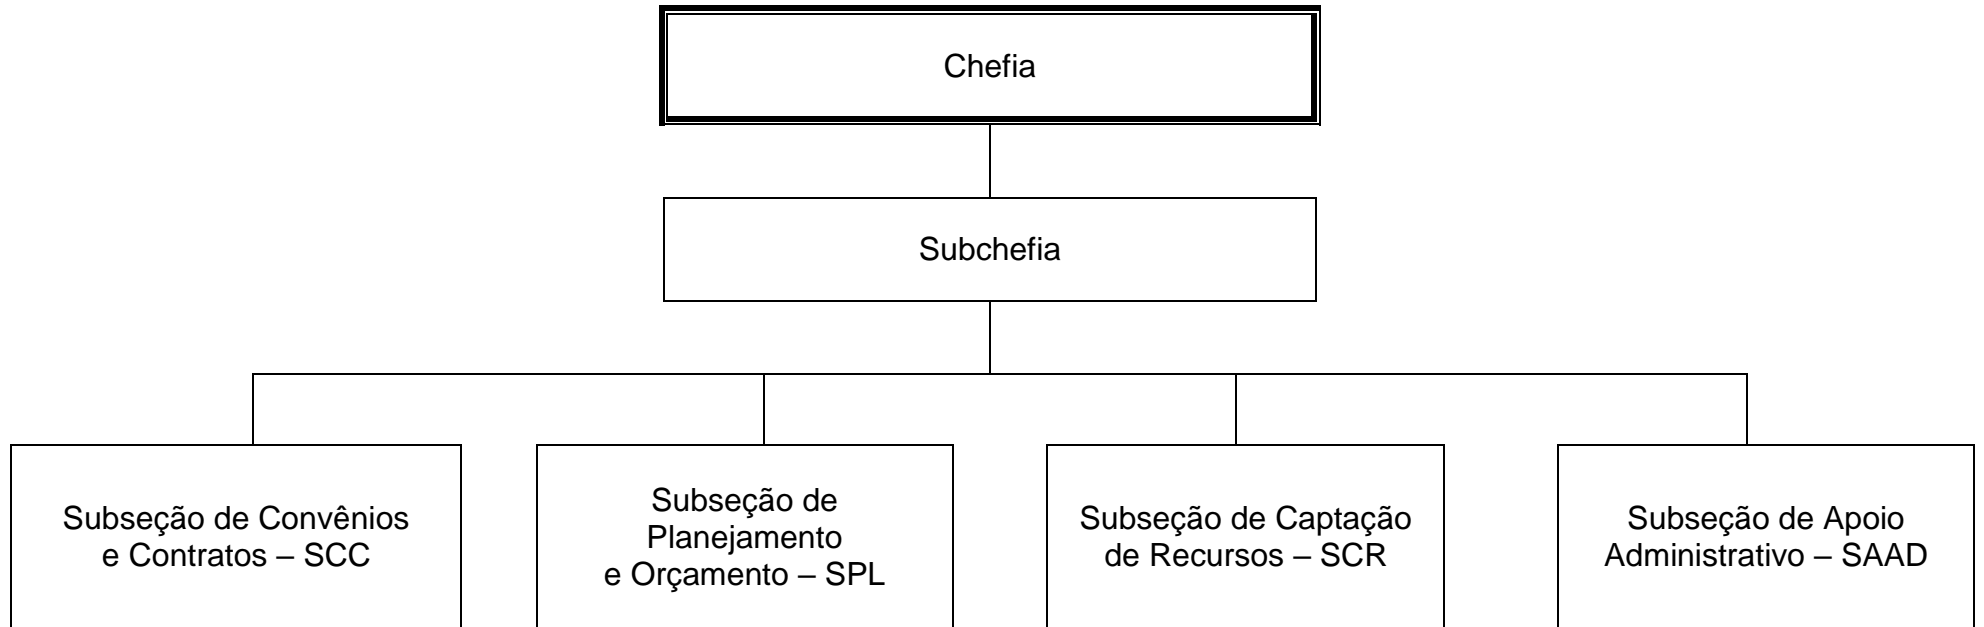 Chefia
Subchefia
Subseção de Convênios
e Contratos – SCC
Subseção de
Planejamento
e Orçamento – SPL
Subseção de Captação
de Recursos – SCR
Subseção de Apoio
Administrativo – SAAD